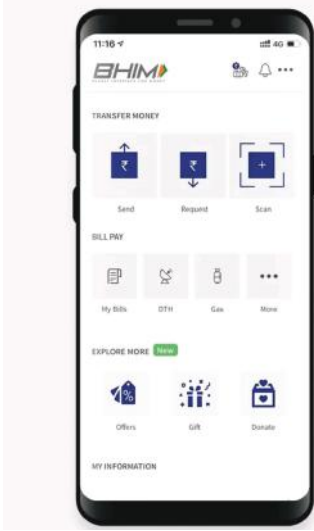 11:16
4G
BHIM
TRANSFER MONEY
Send Request Scan
BILL PAY
My Bills DTH Gas More
EXPLORE MORE New
Offers Gift Donate
MY INFORMATION